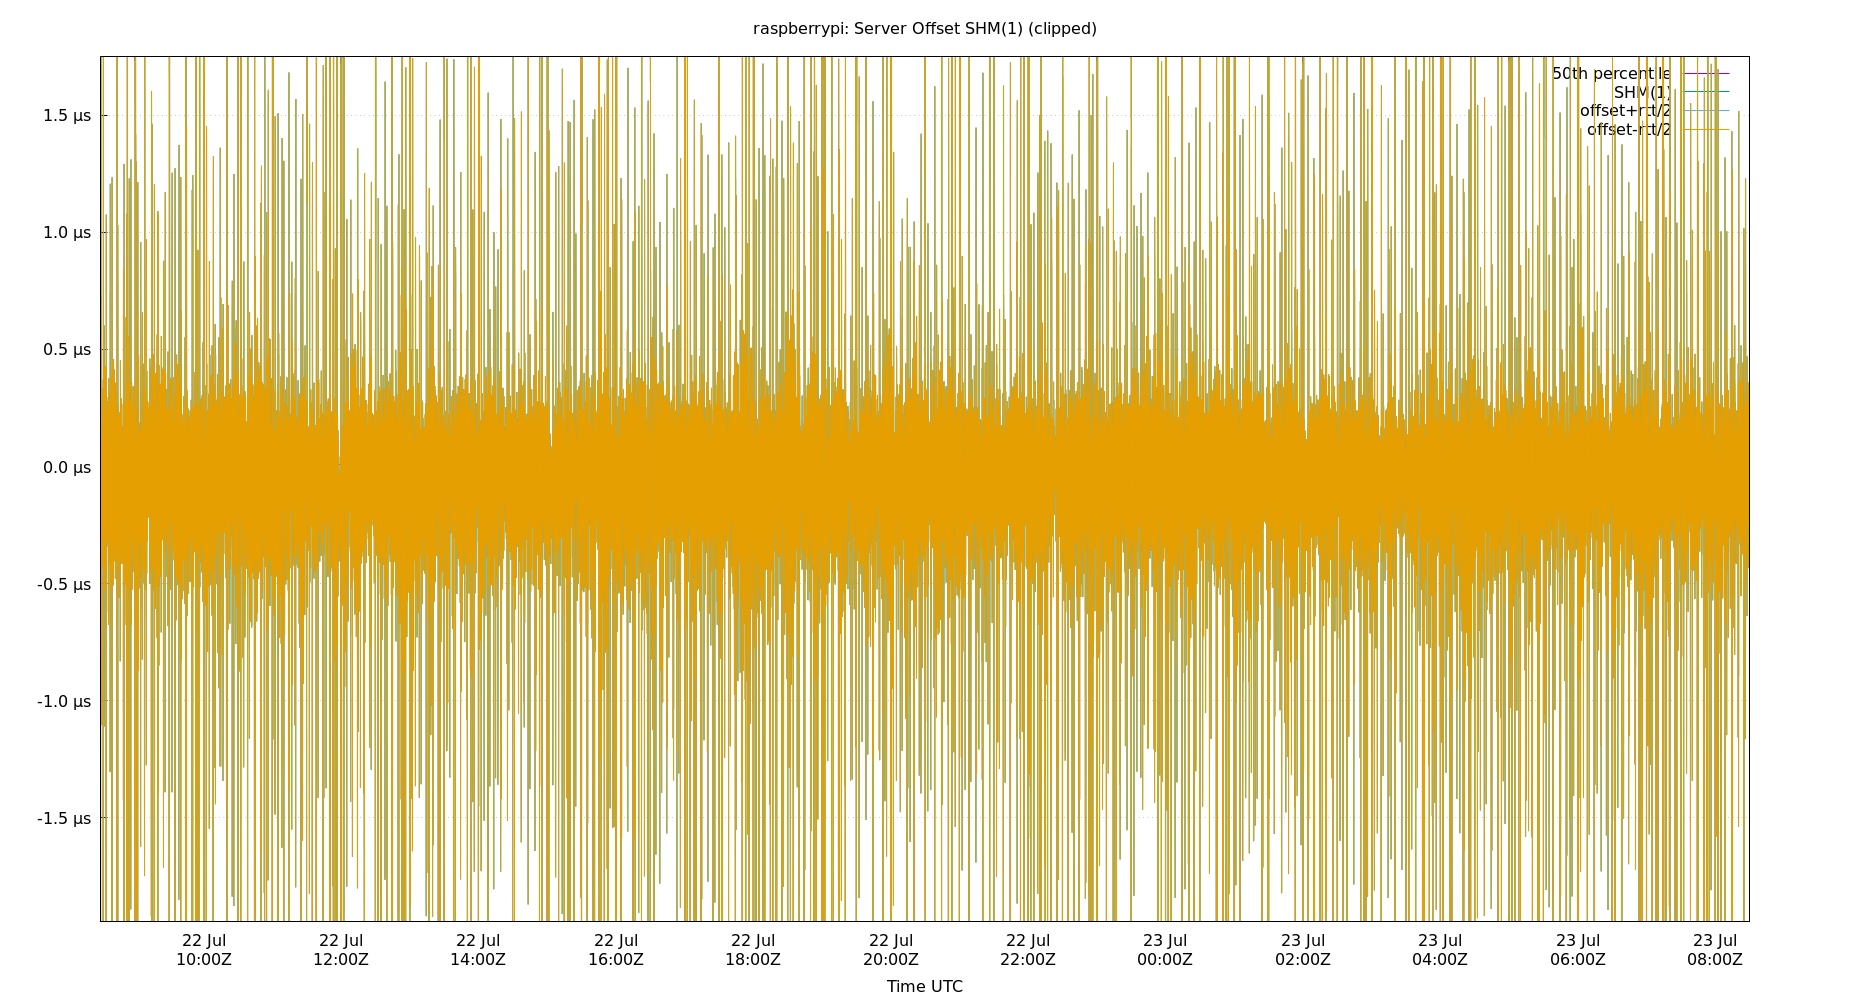 raspberrypi: Server Offset SHM(1) (clipped)
50th percentile
SHM(1)
offset+rtt/2
offset-rtt/2
1.5 µs
1.0 µs
0.5 µs
0.0 µs
-0.5 µs
-1.0 µs
-1.5 µs
22 Jul 22 Jul 22 Jul 22 Jul 22 Jul 22 Jul 22 Jul 23 Jul 23 Jul 23 Jul 23 Jul 23 Jul
10:00Z 12:00Z 14:00Z 16:00Z 18:00Z 20:00Z 22:00Z 00:00Z 02:00Z 04:00Z 06:00Z 08:00Z
Time UTC